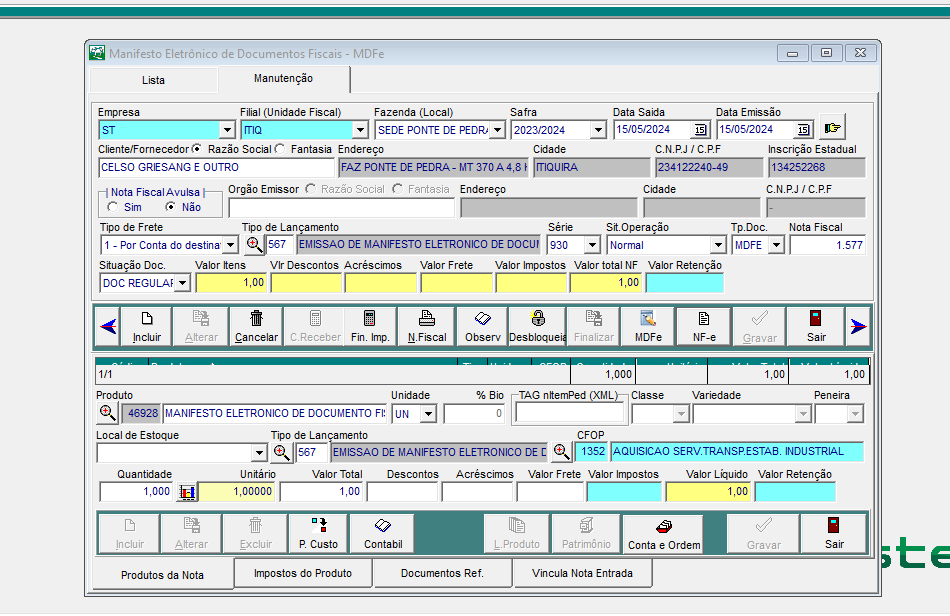 Manifesto Eletrônico de Documentos Fiscais - MDFe
Lista Manutenção
Empresa Filial (Unidade Fiscal) Fazenda (Local) Safra Data Saida Data Emissão
ST ITIQ SEDE PONTE DE PEDRA 2023/2024 15/05/2024 15 15/05/2024 15
Cliente/Fornecedor Razão Social Fantasia Endereço Cidade C.N.P.J / C.P.F Inscrição Estadual
CELSO GRIESANG E OUTRO FAZ PONTE DE PEDRA - MT 370 A 4,8 ITIQUIRA 234122240-49 134252268
Nota Fiscal Avulsa Orgão Emissor Razão Social Fantasia Endereço Cidade C.N.P.J / C.P.F
Sim Não -
Tipo de Frete Tipo de Lançamento Série Sit.Operação Tp.Doc. Nota Fiscal
1 - Por Conta do destina 567 EMISSAO DE MANIFESTO ELETRONICO DE DOCUI 930 Normal MDFE 1.577
Situação Doc. Valor Itens Vlr Descontos Acréscimos Valor Frete Valor Impostos Valor total NF Valor Retenção
DOC REGULAR 1,00 1,00
Incluir Alterar Cancelar C.Receber Fin. Imp. N.Fiscal Observ Desbloqueia Finalizar MDFe NF-e Gravar Sair
1/1 1,000 1,00 1,00
Produto Unidade % Bio TAG nItemPed (XML) Classe Variedade Peneira
46928 MANIFESTO ELETRONICO DE DOCUMENTO FI UN 0
Local de Estoque Tipo de Lançamento CFOP
567 EMISSAO DE MANIFESTO ELETRONICO DE D 1352 AQUISICAO SERV.TRANSP.ESTAB. INDUSTRIAL
Quantidade Unitário Valor Total Descontos Acréscimos Valor Frete Valor Impostos Valor Líquido Valor Retenção
1,000 1,00000 1,00 1,00
Incluir Alterar Excluir P. Custo Contabil L.Produto Patrimônio Conta e Ordem Gravar Sair
Produtos da Nota Impostos do Produto Documentos Ref. Vincula Nota Entrada
ste